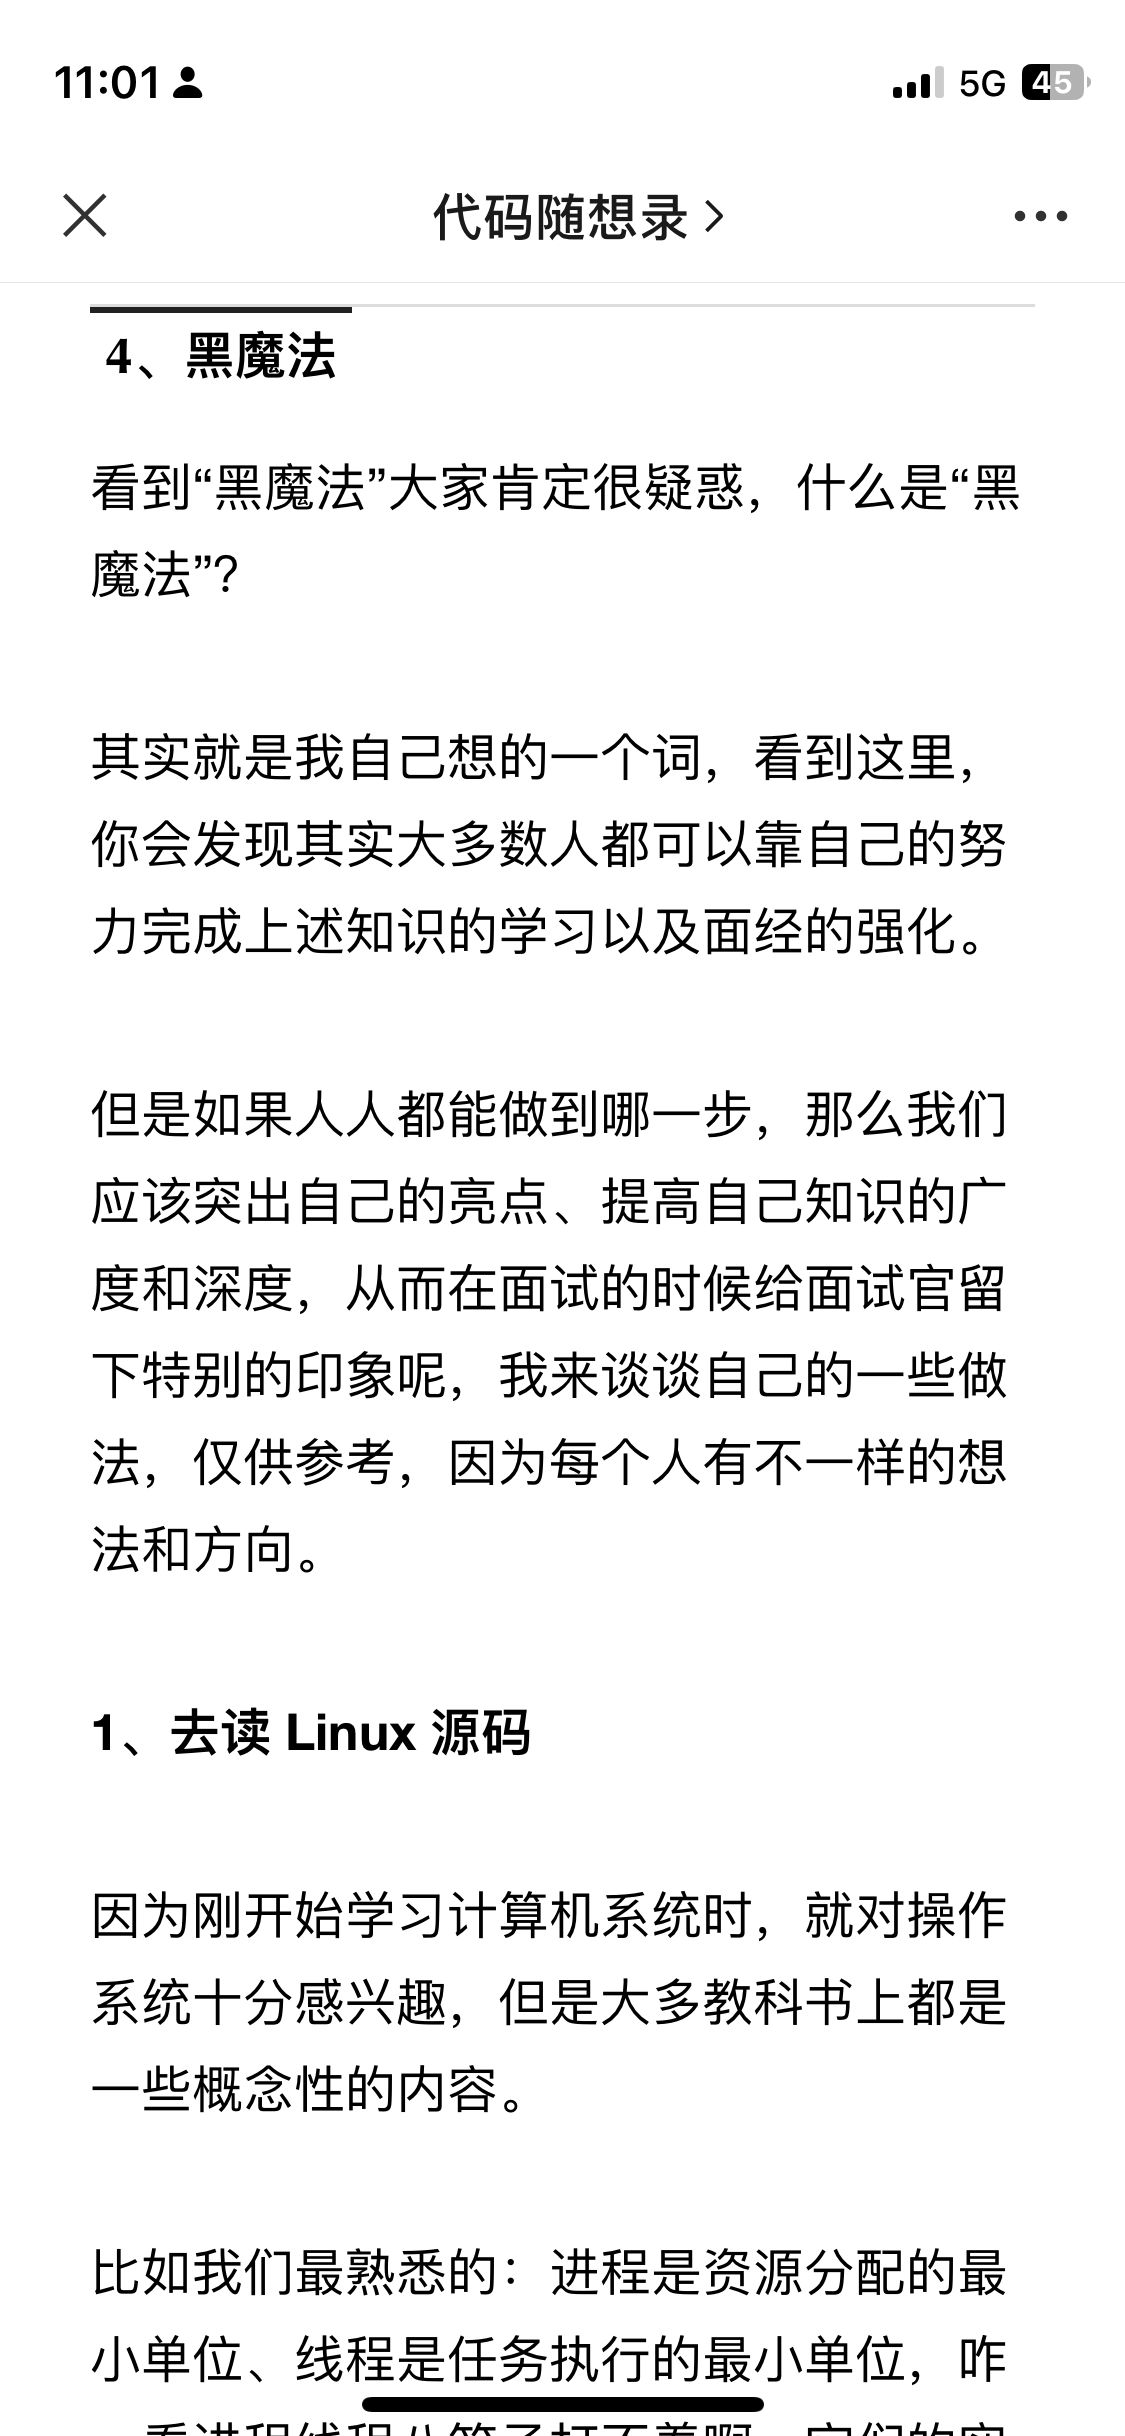 11:01
5G 45
代码随想录
4、黑魔法
看到“黑魔法”大家肯定很疑惑，什么是“黑
魔法”？
其实就是我自己想的一个词，看到这里，
你会发现其实大多数人都可以靠自己的努
力完成上述知识的学习以及面经的强化。
但是如果人人都能做到哪一步，那么我们
应该突出自己的亮点、提高自己知识的广
度和深度，从而在面试的时候给面试官留
下特别的印象呢，我来谈谈自己的一些做
法，仅供参考，因为每个人有不一样的想
法和方向。
1、去读 Linux 源码
因为刚开始学习计算机系统时，就对操作
系统十分感兴趣，但是大多教科书上都是
一些概念性的内容。
比如我们最熟悉的：进程是资源分配的最
小单位、线程是任务执行的最小单位，咋